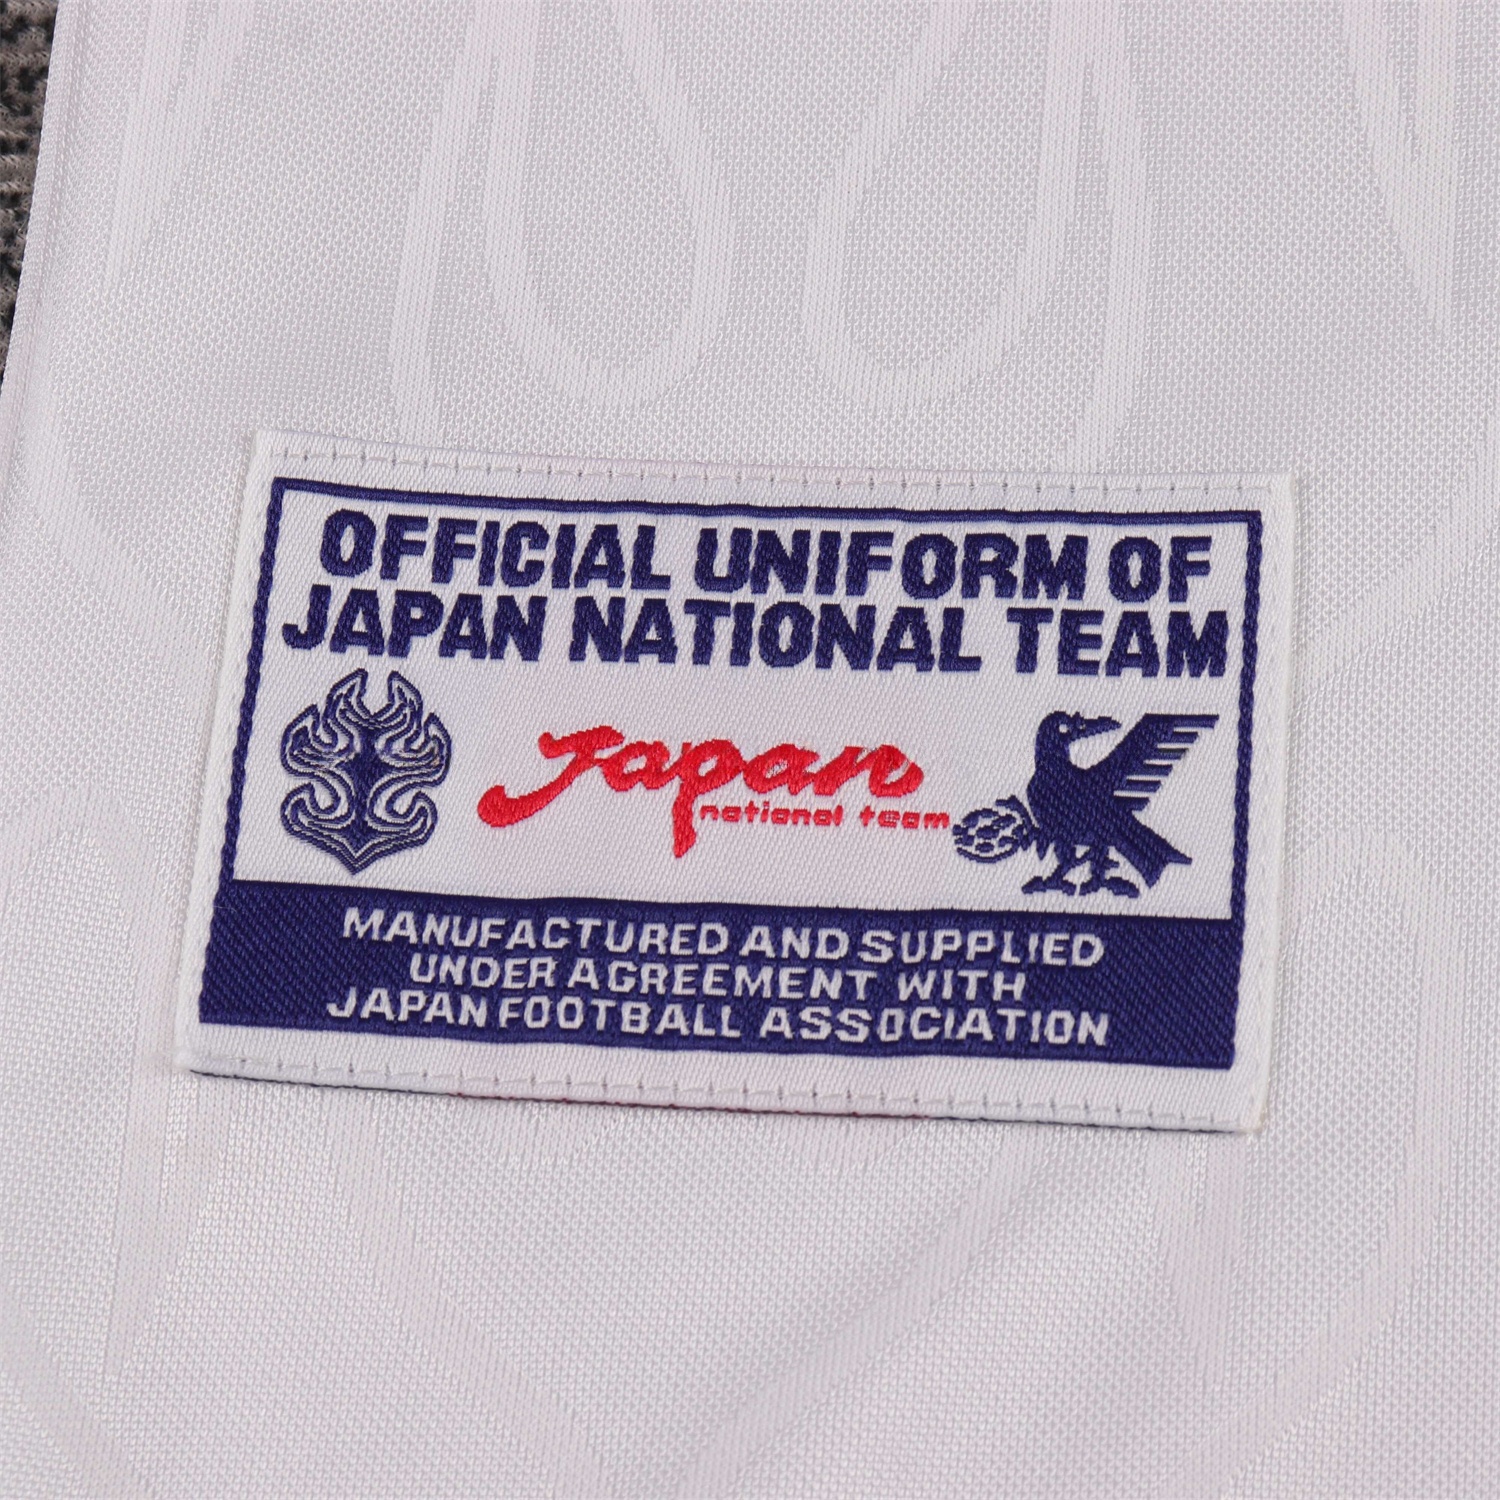 OFFICIAL UNIFORM OF
JAPAN NATIONAL TEAM
Japan
national team
MANUFACTURED AND SUPPLIED
UNDER AGREEMENT WITH
JAPAN FOOTBALL ASSOCIATION